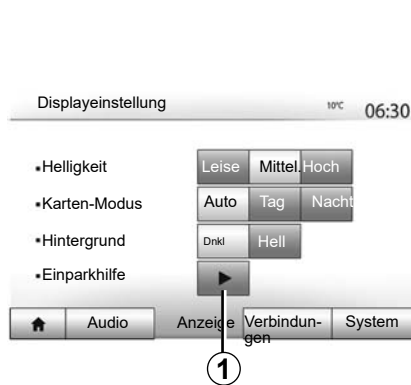 Displayeinstellung 10°C 06:30
▪Helligkeit Leise Mittel. Hoch
▪Karten-Modus Auto Tag Nacht
▪Hintergrund Dnkl Hell
▪Einparkhilfe
Audio Anzeige Verbindun- System
gen
1